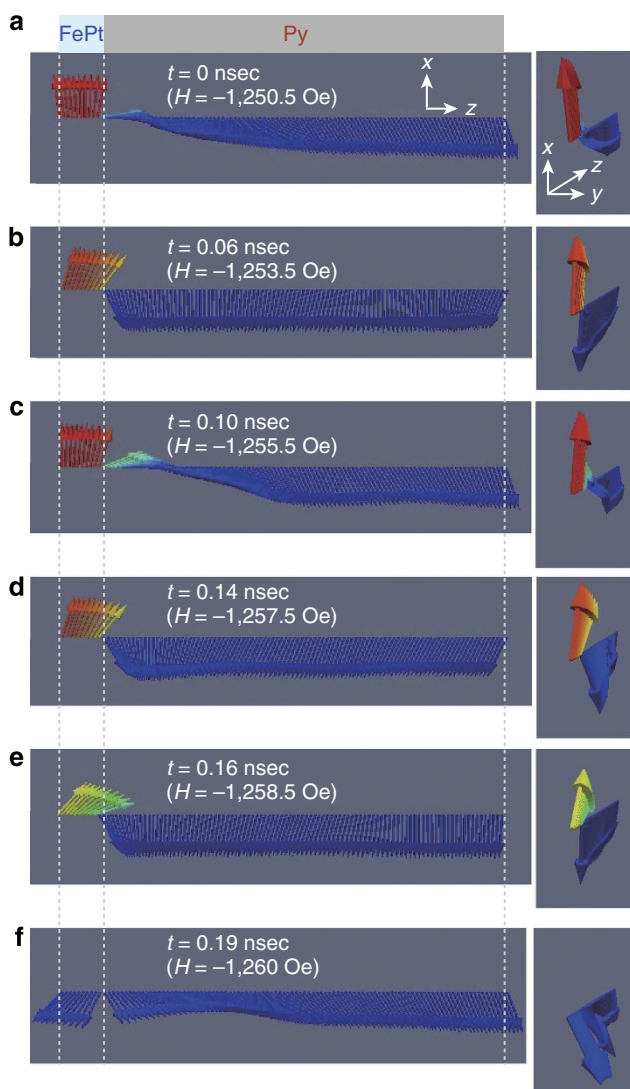 a
FePt
Py
t = 0 nsec
(H = –1,250.5 Oe)
x
z
x
z
y
b
t = 0.06 nsec
(H = –1,253.5 Oe)
c
t = 0.10 nsec
(H = –1,255.5 Oe)
d
t = 0.14 nsec
(H = –1,257.5 Oe)
e
t = 0.16 nsec
(H = –1,258.5 Oe)
f
t = 0.19 nsec
(H = –1,260 Oe)